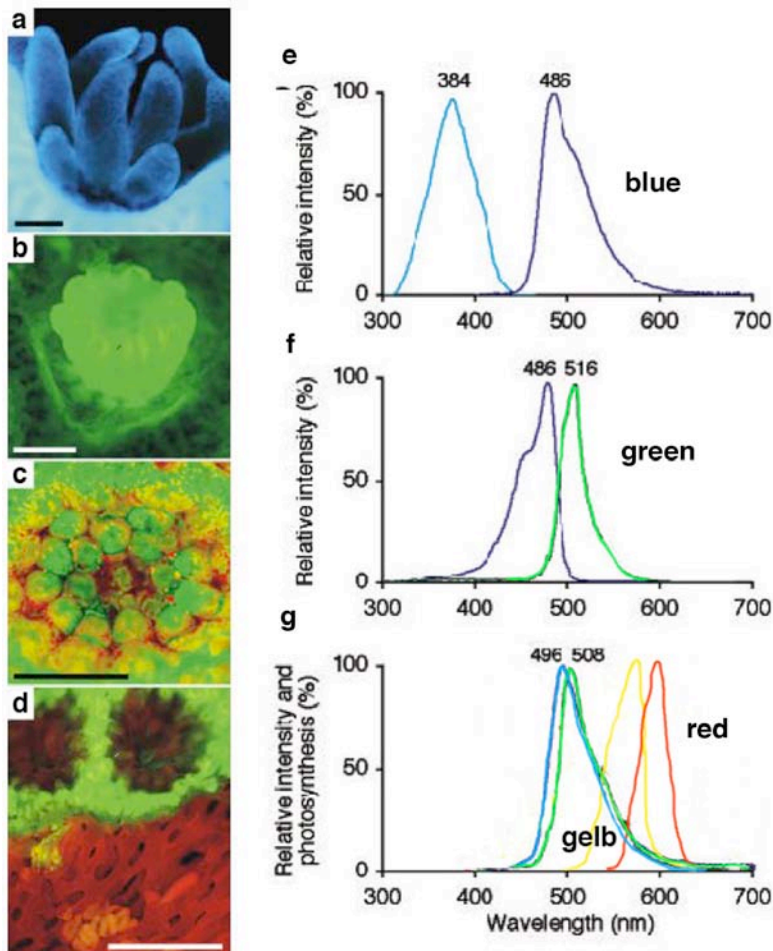 a
b
c
d
e
384 486
100
50
0
Relative intensity (%)
blue
300 400 500 600 700
f
486 516
100
50
0
Relative intensity (%)
green
300 400 500 600 700
g
496 508
100
50
0
Relative intensity and
photosynthesis (%)
red
gelb
300 400 500 600 700
Wavelength (nm)